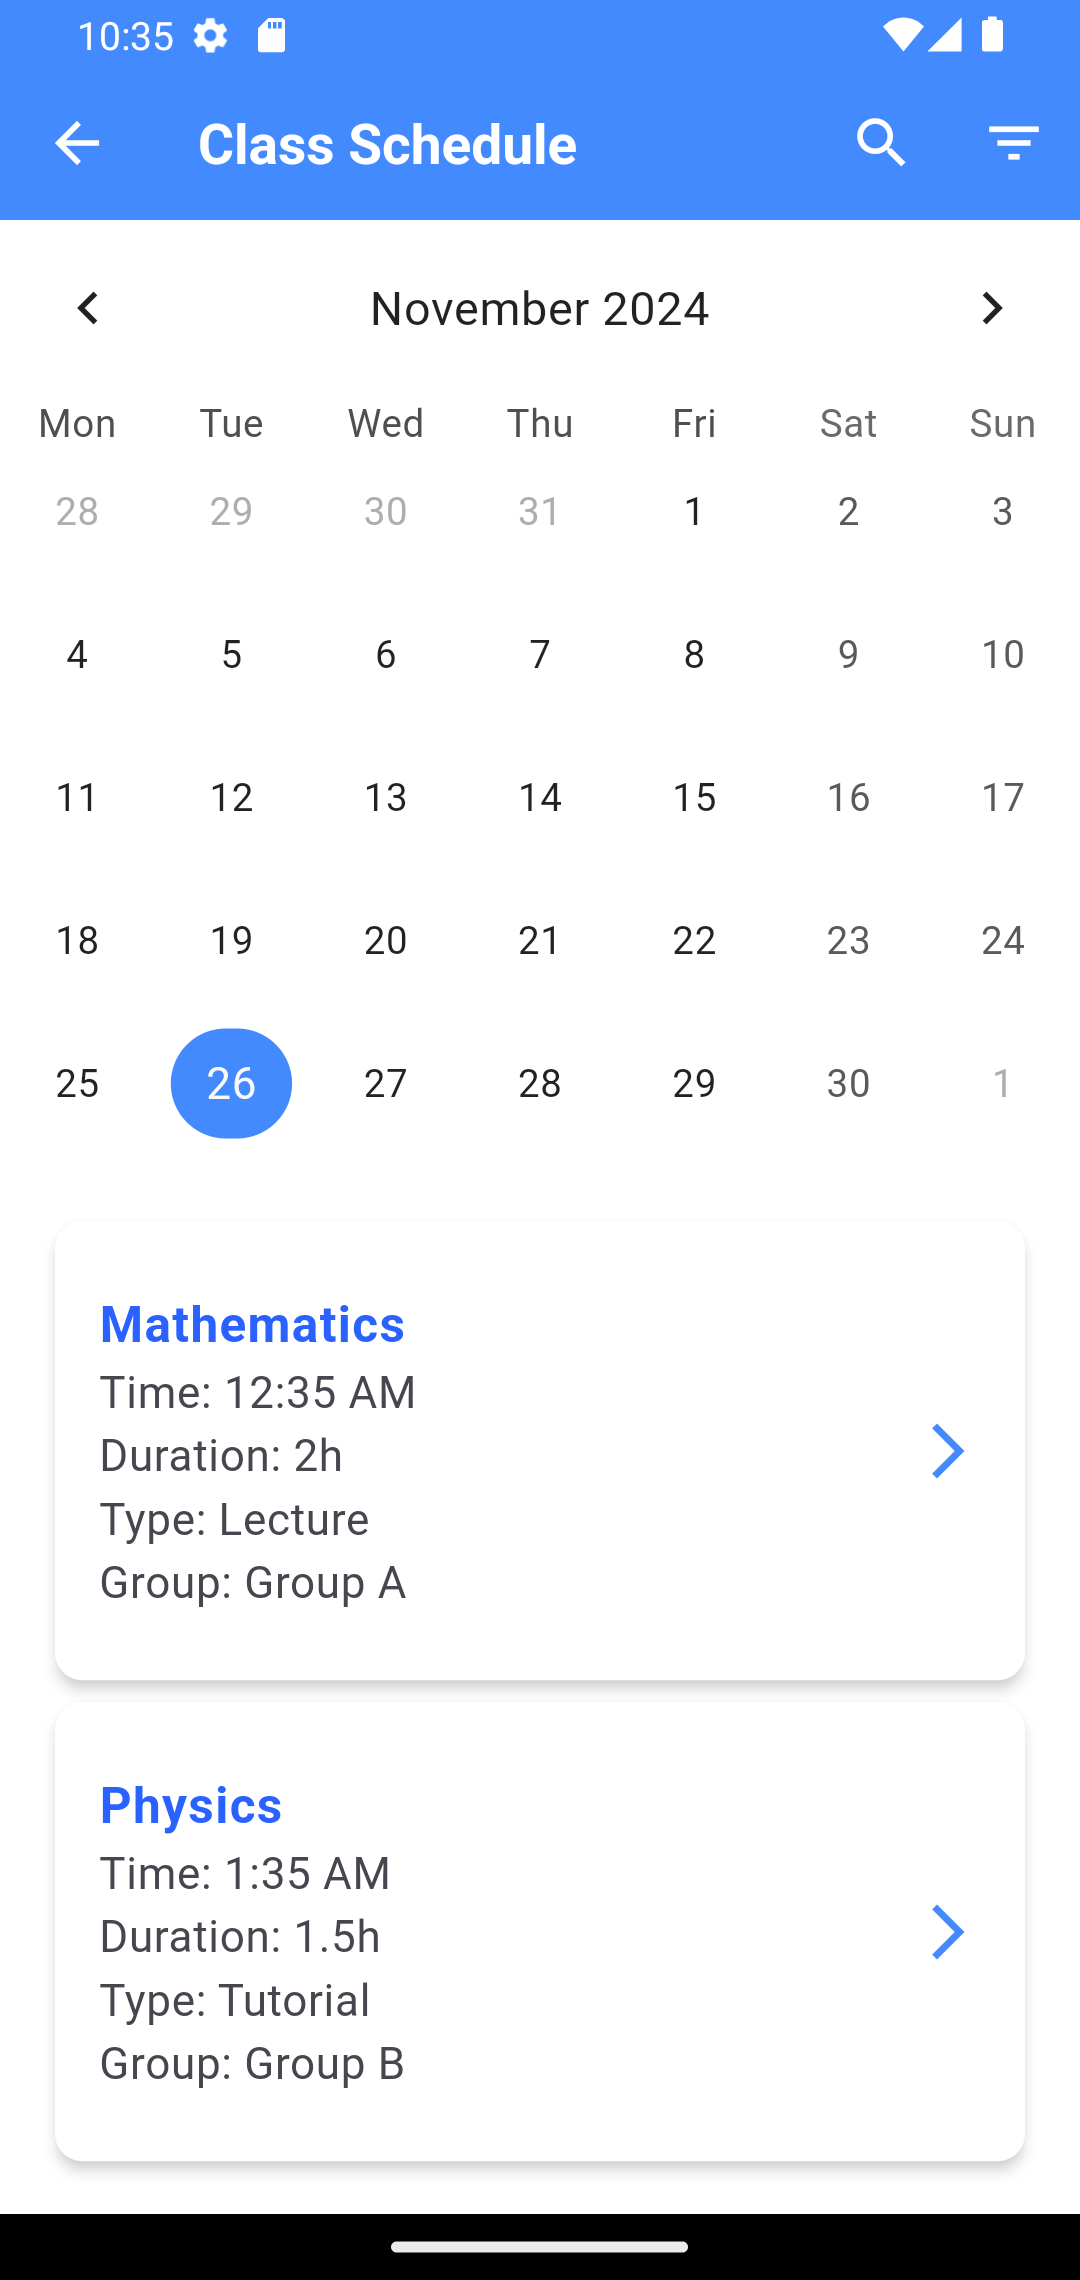 10:35
Class Schedule
November 2024
Mon Tue Wed Thu Fri Sat Sun
28 29 30 31 1 2 3
4 5 6 7 8 9 10
11 12 13 14 15 16 17
18 19 20 21 22 23 24
25 26 27 28 29 30 1
Mathematics
Time: 12:35 AM
Duration: 2h
Type: Lecture
Group: Group A
Physics
Time: 1:35 AM
Duration: 1.5h
Type: Tutorial
Group: Group B